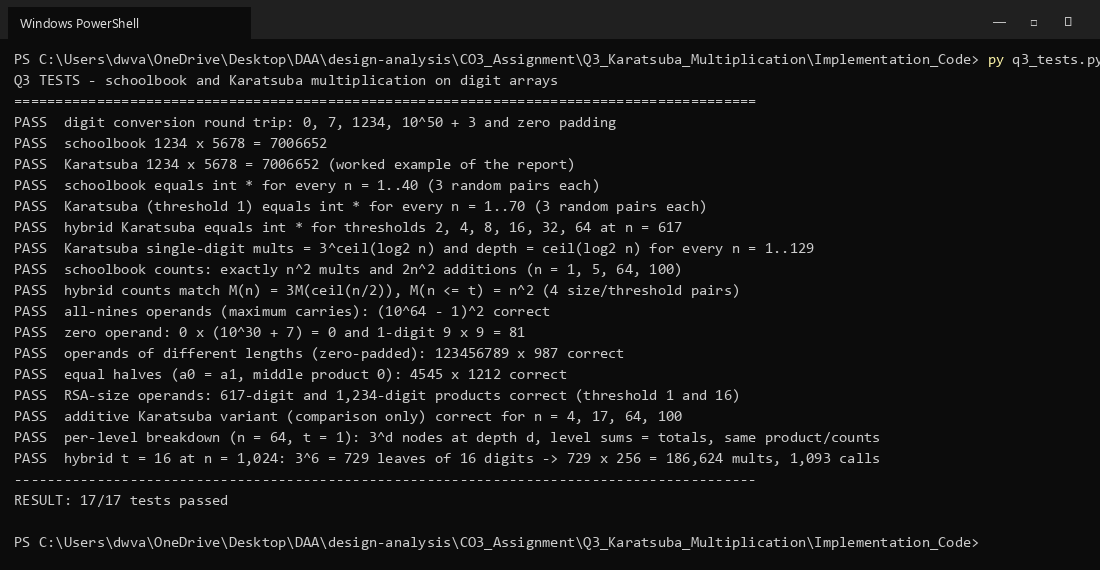 Windows PowerShell
PS C:\Users\dwva\OneDrive\Desktop\DAA\design-analysis\CO3_Assignment\Q3_Karatsuba_Multiplication\Implementation_Code> py q3_tests.py
Q3 TESTS - schoolbook and Karatsuba multiplication on digit arrays
==========================================================================================
PASS  digit conversion round trip: 0, 7, 1234, 10^50 + 3 and zero padding
PASS  schoolbook 1234 x 5678 = 7006652
PASS  Karatsuba 1234 x 5678 = 7006652 (worked example of the report)
PASS  schoolbook equals int * for every n = 1..40 (3 random pairs each)
PASS  Karatsuba (threshold 1) equals int * for every n = 1..70 (3 random pairs each)
PASS  hybrid Karatsuba equals int * for thresholds 2, 4, 8, 16, 32, 64 at n = 617
PASS  Karatsuba single-digit mults = 3^ceil(log2 n) and depth = ceil(log2 n) for every n = 1..129
PASS  schoolbook counts: exactly n^2 mults and 2n^2 additions (n = 1, 5, 64, 100)
PASS  hybrid counts match M(n) = 3M(ceil(n/2)), M(n <= t) = n^2 (4 size/threshold pairs)
PASS  all-nines operands (maximum carries): (10^64 - 1)^2 correct
PASS  zero operand: 0 x (10^30 + 7) = 0 and 1-digit 9 x 9 = 81
PASS  operands of different lengths (zero-padded): 123456789 x 987 correct
PASS  equal halves (a0 = a1, middle product 0): 4545 x 1212 correct
PASS  RSA-size operands: 617-digit and 1,234-digit products correct (threshold 1 and 16)
PASS  additive Karatsuba variant (comparison only) correct for n = 4, 17, 64, 100
PASS  per-level breakdown (n = 64, t = 1): 3^d nodes at depth d, level sums = totals, same product/counts
PASS  hybrid t = 16 at n = 1,024: 3^6 = 729 leaves of 16 digits -> 729 x 256 = 186,624 mults, 1,093 calls
------------------------------------------------------------------------------------------
RESULT: 17/17 tests passed
PS C:\Users\dwva\OneDrive\Desktop\DAA\design-analysis\CO3_Assignment\Q3_Karatsuba_Multiplication\Implementation_Code>